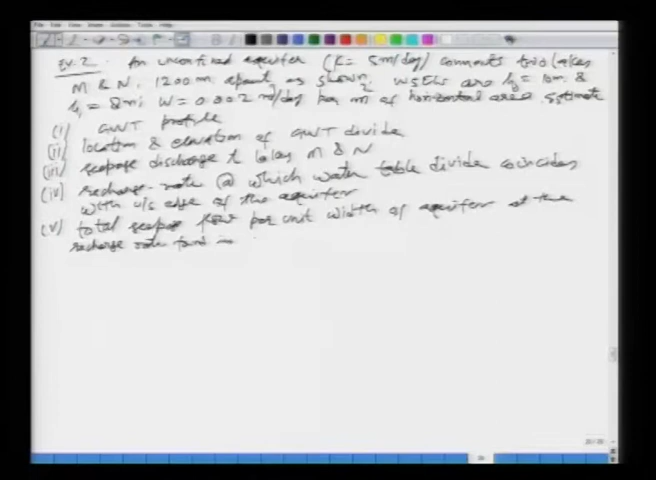 Ex. 2. An unconfined aquifer (K = 5m/day) connects two lakes
M & N, 1200 m apart as shown, WSELs are h₀ = 10m &
h₁ = 8m; W = 0.002 m³/day per m² of horizontal area. Estimate
(i) GWT profile
(ii) location & elevation of GWT divide
(iii) seepage discharge t lakes M & N
(iv) recharge rate @ which water table divide coincides
with u/s edge of the aquifer
(v) total seepage flow per unit width of aquifer at the
recharge rate found in